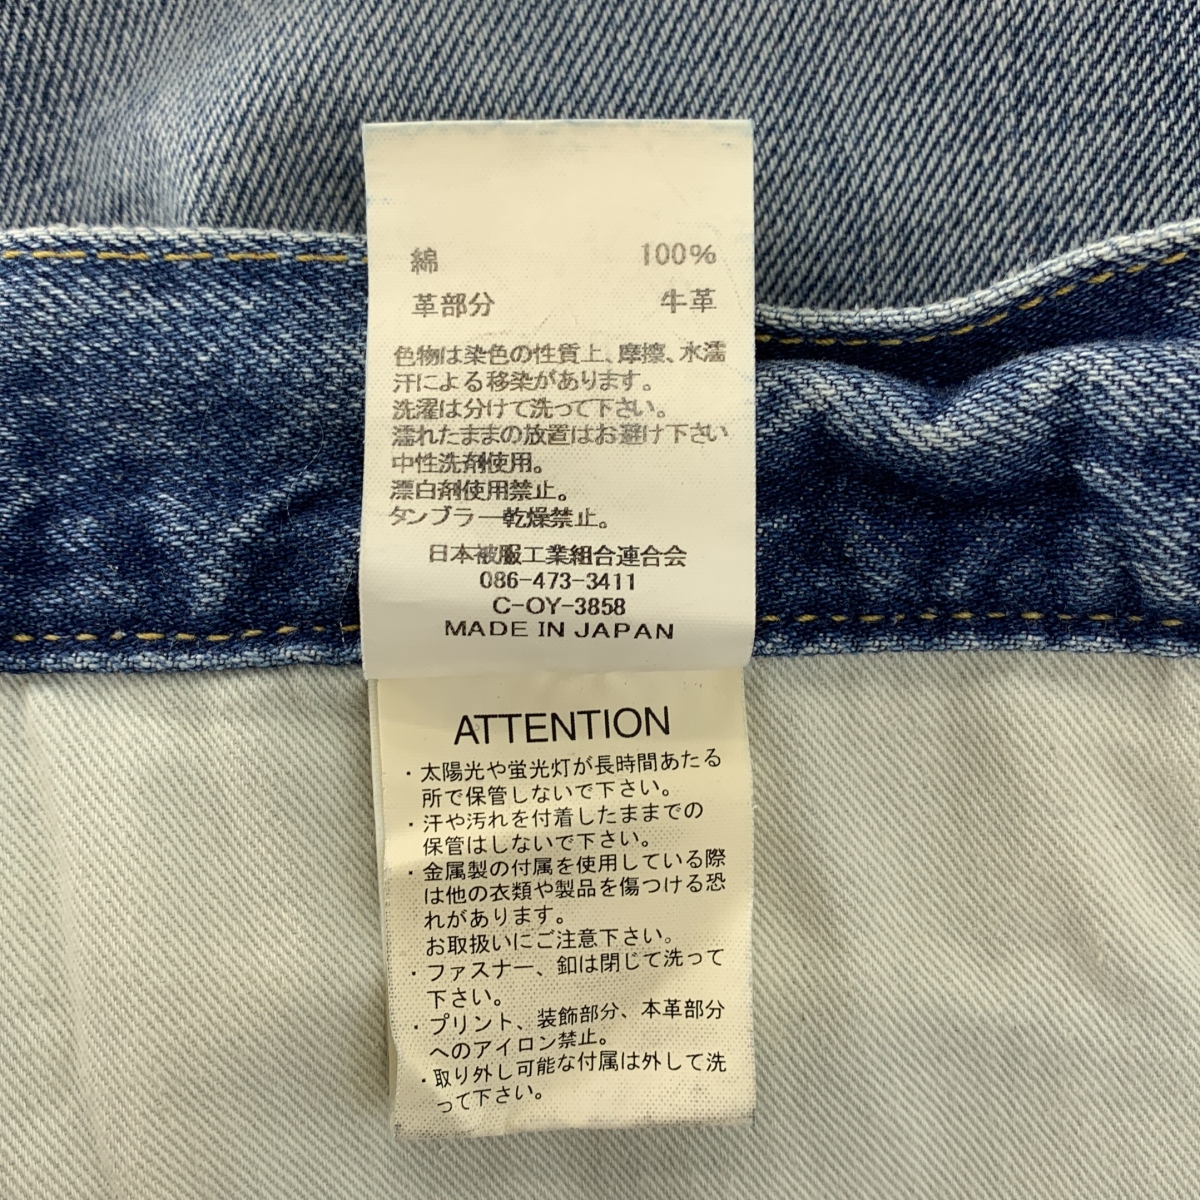 綿 100%
革部分 牛革
色物は染色の性質上、摩擦、水濡
汗による移染があります。
洗濯は分けて洗って下さい。
濡れたままの放置はお避け下さい
中性洗剤使用。
漂白剤使用禁止。
タンブラー乾燥禁止。
日本被服工業組合連合会
086-473-3411
C-OY-3858
MADE IN JAPAN
ATTENTION
・太陽光や蛍光灯が長時間あたる
所で保管しないで下さい。
・汗や汚れを付着したままでの
保管はしないで下さい。
・金属製の付属を使用している際
は他の衣類や製品を傷つける恐
れがあります。
お取扱いにご注意下さい。
・ファスナー、釦は閉じて洗って
下さい。
・プリント、装飾部分、本革部分
へのアイロン禁止。
・取り外し可能な付属は外して洗
って下さい。